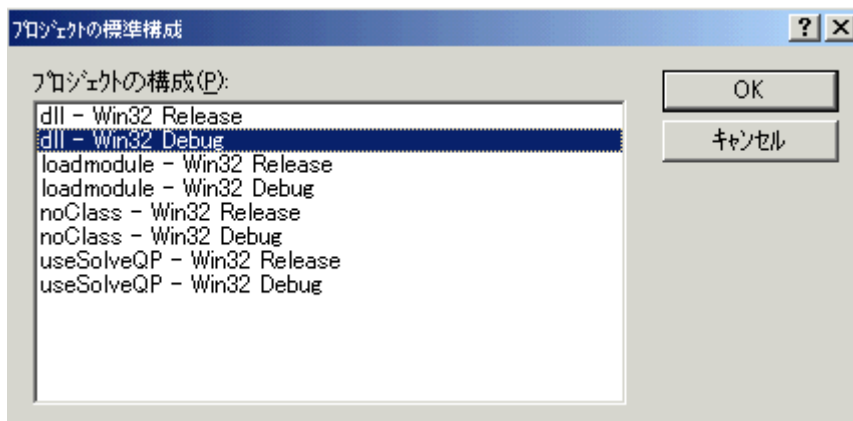 プロジェクトの標準構成
プロジェクトの構成(P):
dll - Win32 Release
dll - Win32 Debug
loadmodule - Win32 Release
loadmodule - Win32 Debug
noClass - Win32 Release
noClass - Win32 Debug
useSolveQP - Win32 Release
useSolveQP - Win32 Debug
OK
キャンセル